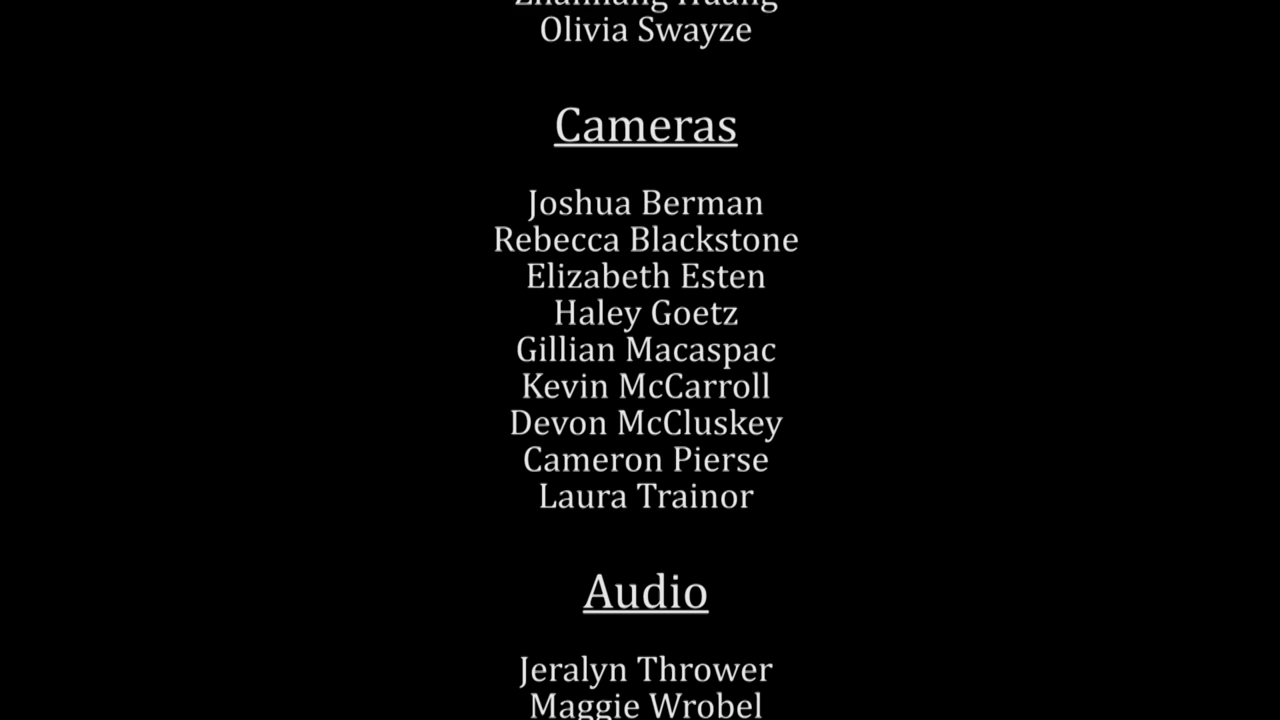 Huang
Olivia Swayze
Cameras
Joshua Berman
Rebecca Blackstone
Elizabeth Esten
Haley Goetz
Gillian Macaspac
Kevin McCarroll
Devon McCluskey
Cameron Pierse
Laura Trainor
Audio
Jeralyn Thrower
Maggie Wrobel